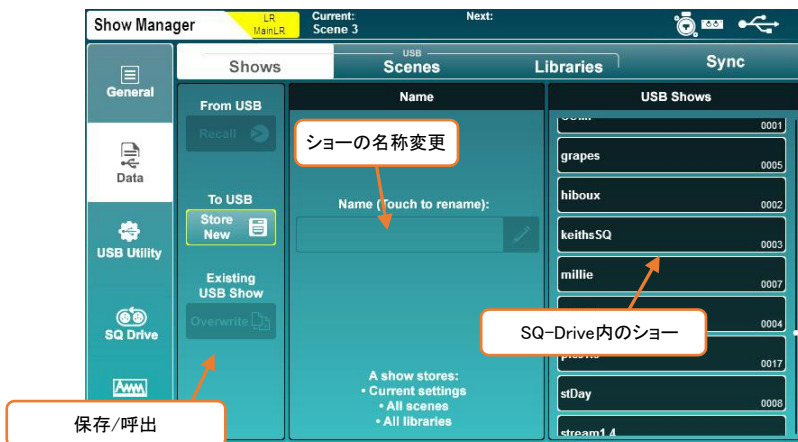 Show Manager
LR
MainLR
Current:
Scene 3
Next:
General
Data
USB Utility
SQ Drive
Shows
USB
Scenes
Libraries
Sync
From USB
Recall
To USB
Store
New
Existing
USB Show
Overwrite
Name
Name (Touch to rename):
A show stores:
• Current settings
• All scenes
• All libraries
USB Shows
0001
grapes
0005
hiboux
0002
keithsSQ
0003
millie
0007
0004
0017
stDay
0008
stream1.4
ショーの名称変更
SQ-Drive内のショー
保存/呼出